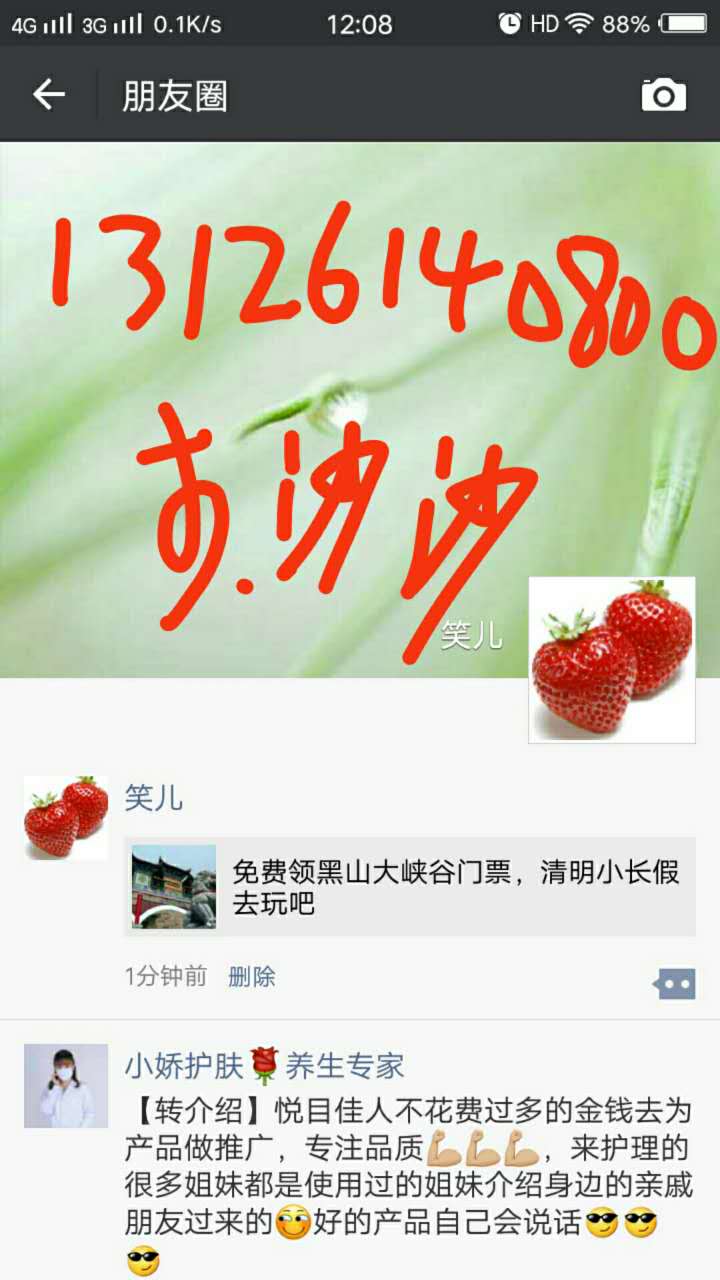 4G 3G 0.1K/s 12:08 HD 88%
朋友圈
13126140800
沙沙
笑儿
笑儿
免费领黑山大峡谷门票，清明小长假
去玩吧
1分钟前 删除
小娇护肤🌹养生专家
【转介绍】悦目佳人不花费过多的金钱去为
产品做推广，专注品质💪💪💪，来护理的
很多姐妹都是使用过的姐妹介绍身边的亲戚
朋友过来的😜好的产品自己会说话😎😎
😎